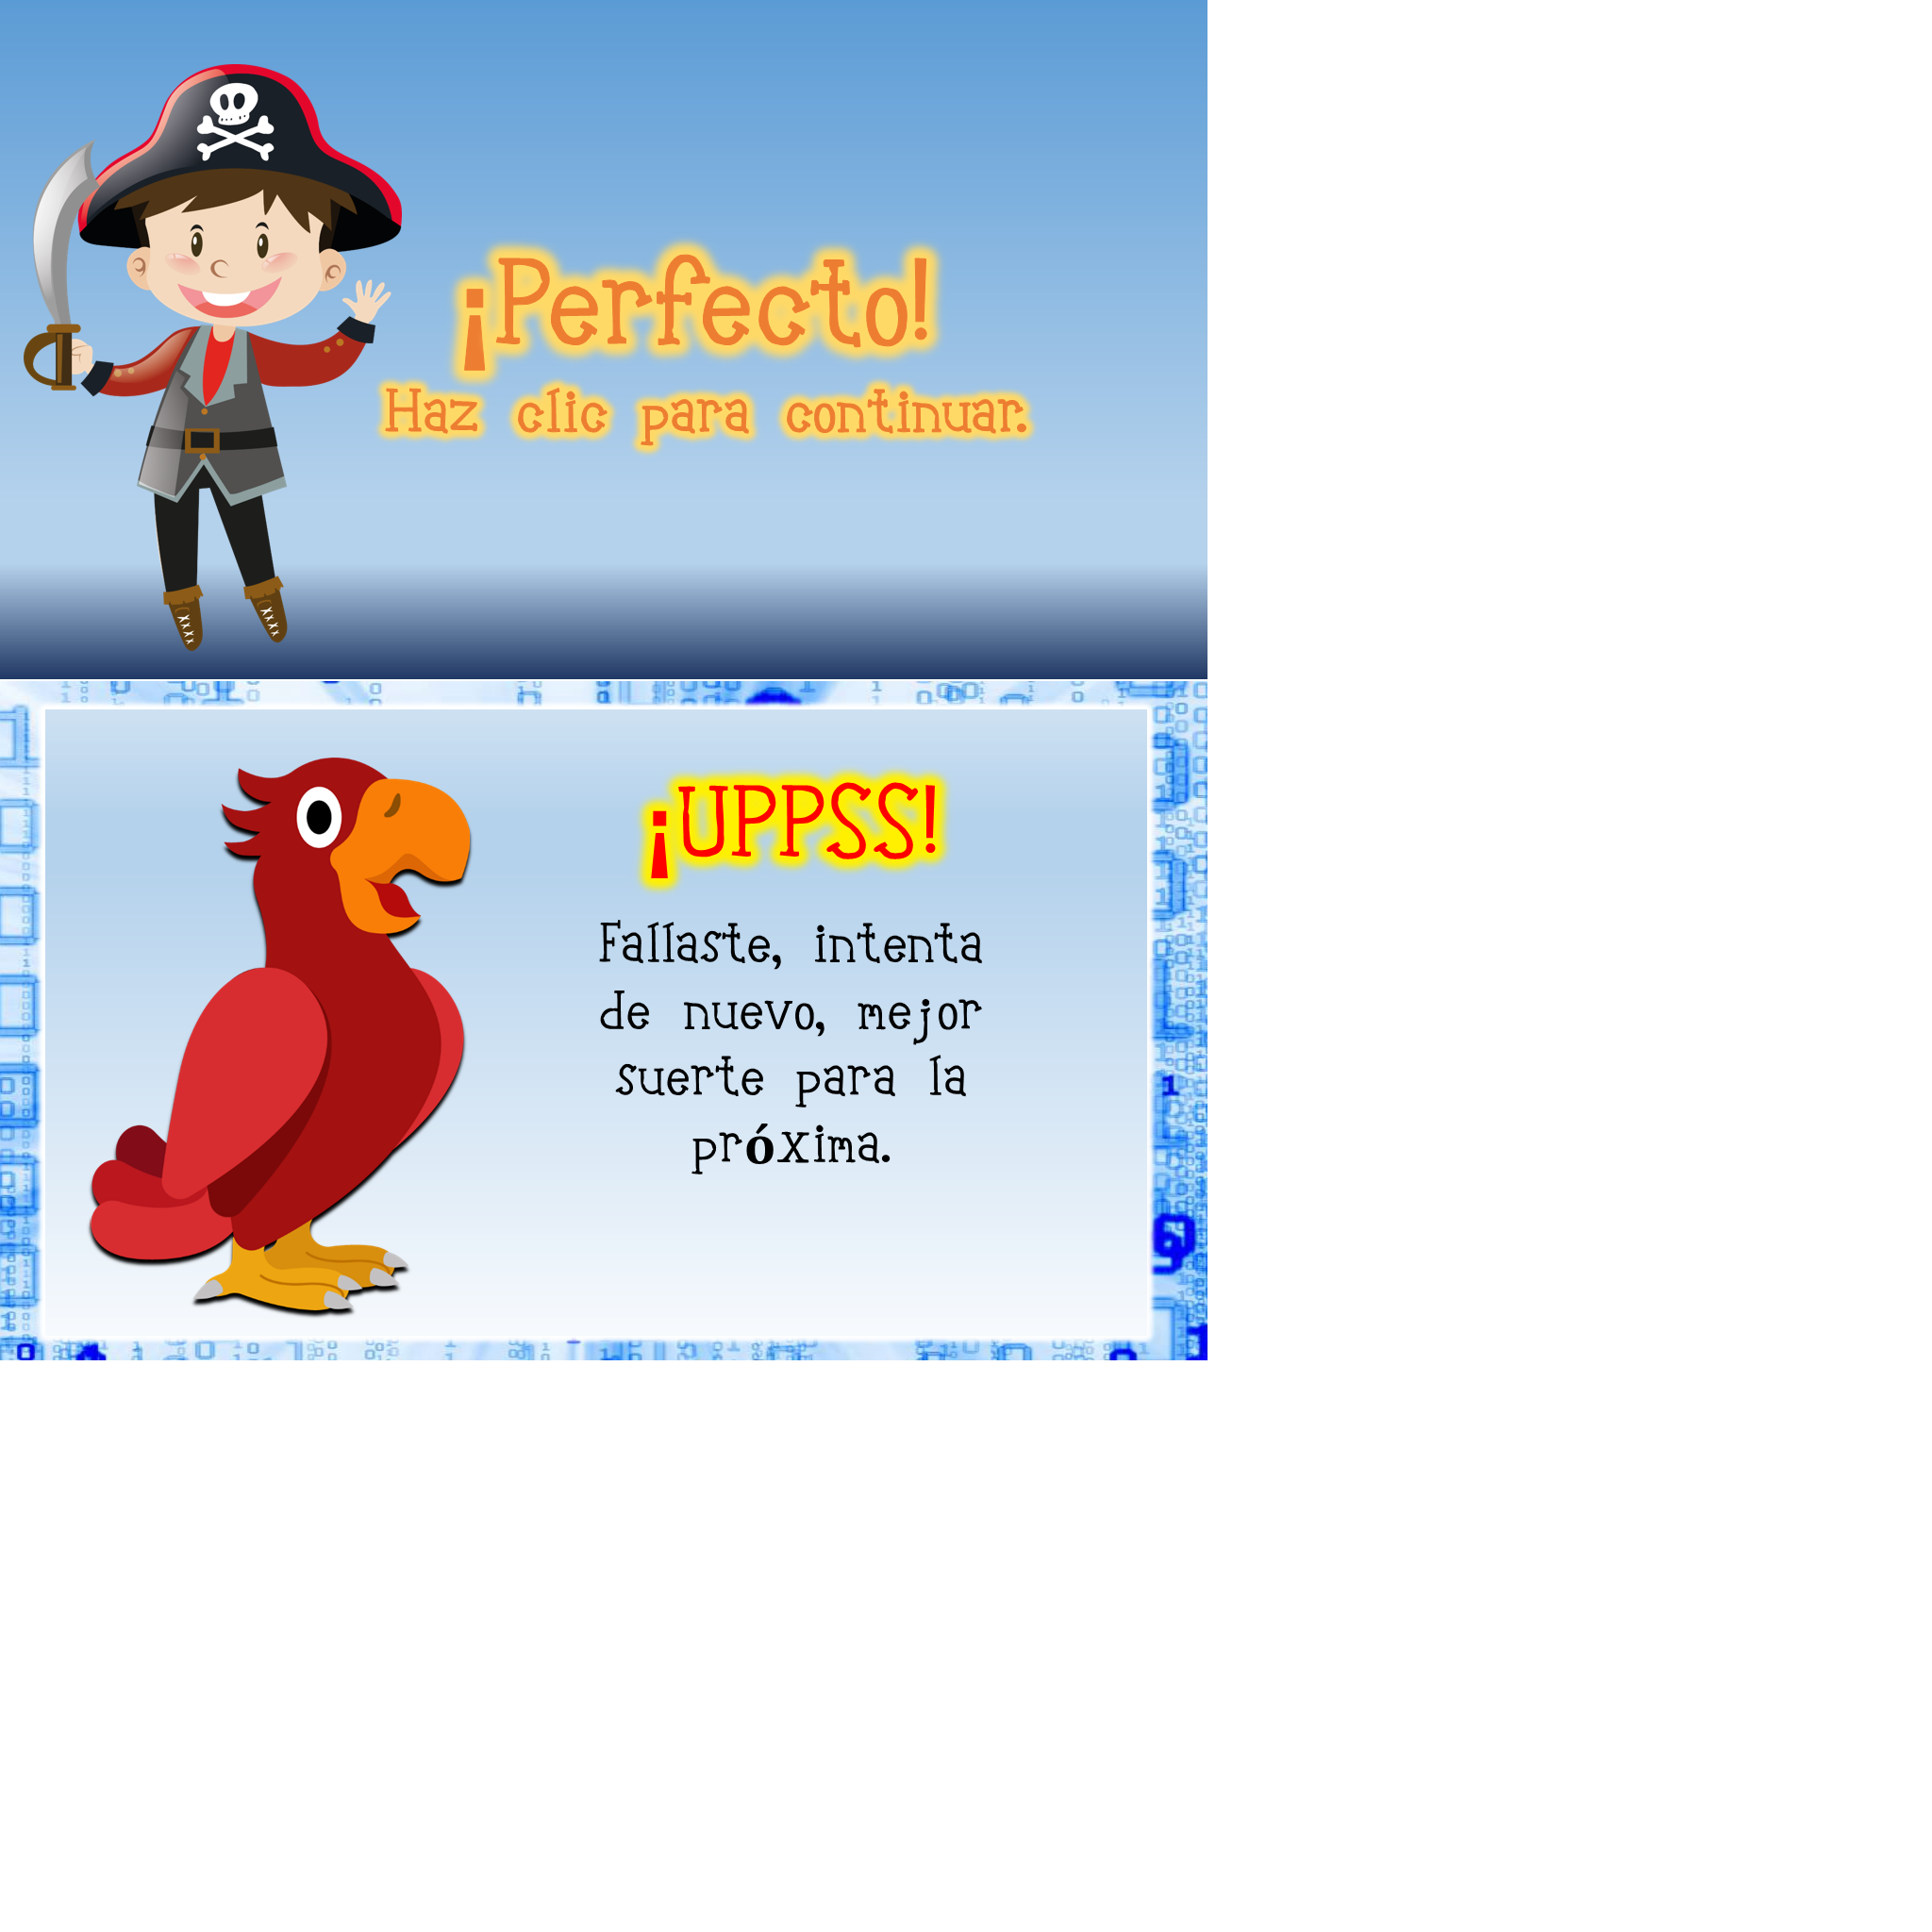 ¡Perfecto!
Haz clic para continuar.
¡UPPSS!
Fallaste, intenta
de nuevo, mejor
suerte para la
próxima.